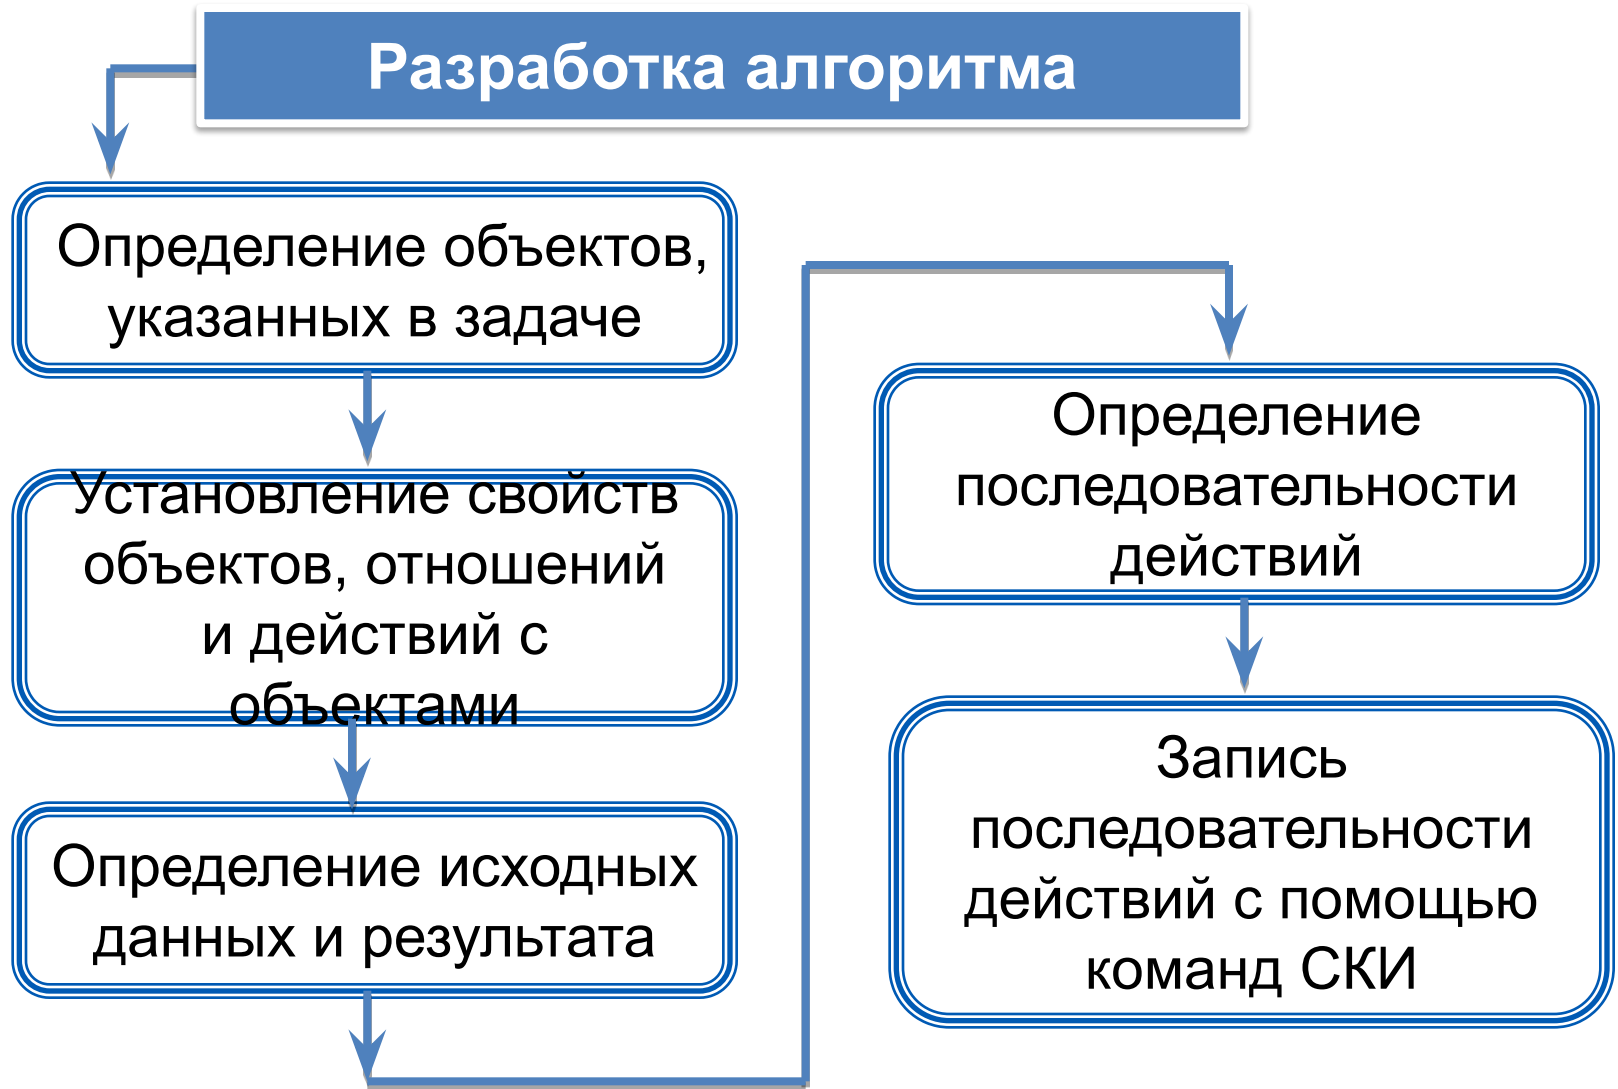 Разработка алгоритма
Определение объектов,
указанных в задаче
Установление свойств
объектов, отношений
и действий с
объектами
Определение исходных
данных и результата
Определение
последовательности
действий
Запись
последовательности
действий с помощью
команд СКИ